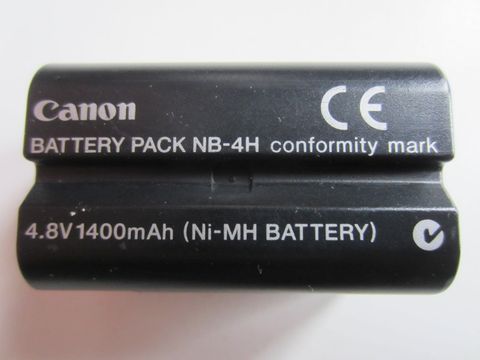 Canon CE
BATTERY PACK NB-4H conformity mark
4.8V 1400mAh (Ni-MH BATTERY)